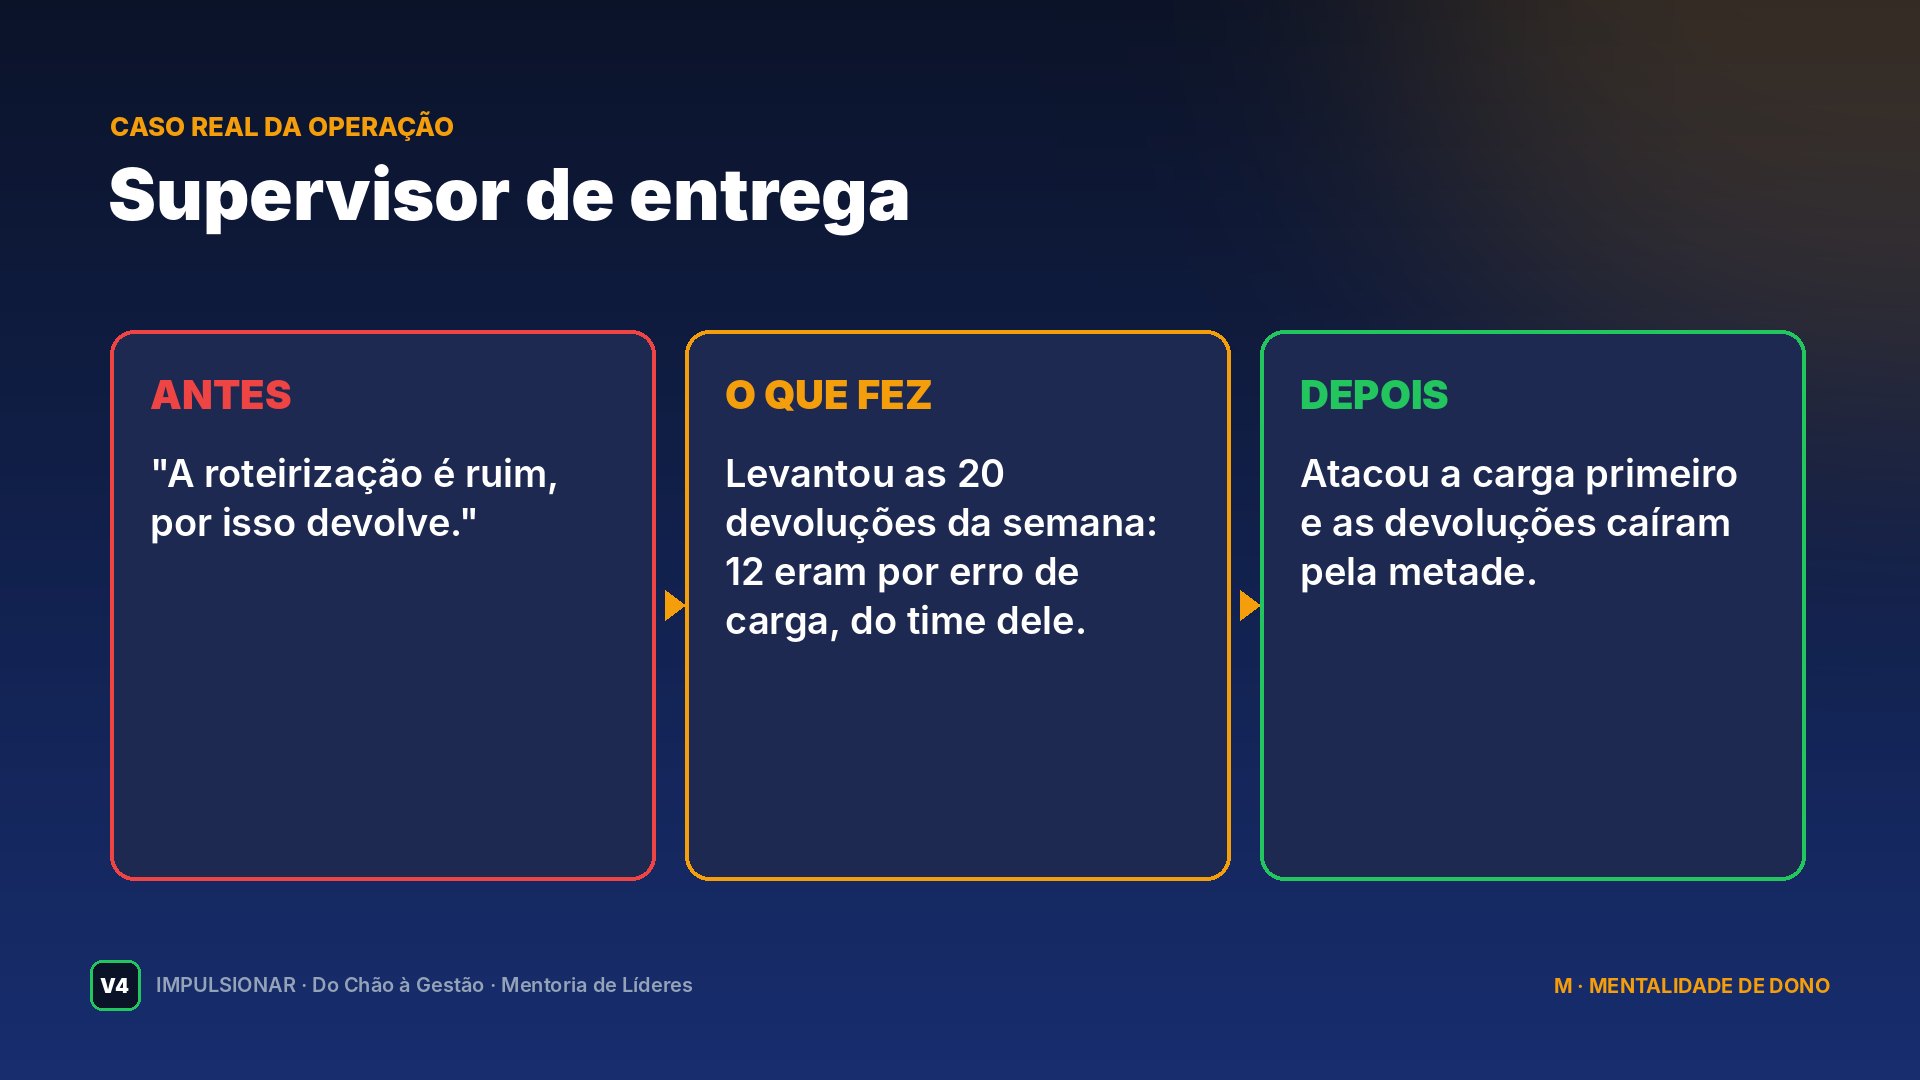 CASO REAL DA OPERAÇÃO
Supervisor de entrega
ANTES
"A roteirização é ruim,
por isso devolve."
O QUE FEZ
Levantou as 20
devoluções da semana:
12 eram por erro de
carga, do time dele.
DEPOIS
Atacou a carga primeiro
e as devoluções caíram
pela metade.
V4
IMPULSIONAR · Do Chão à Gestão · Mentoria de Líderes
M · MENTALIDADE DE DONO